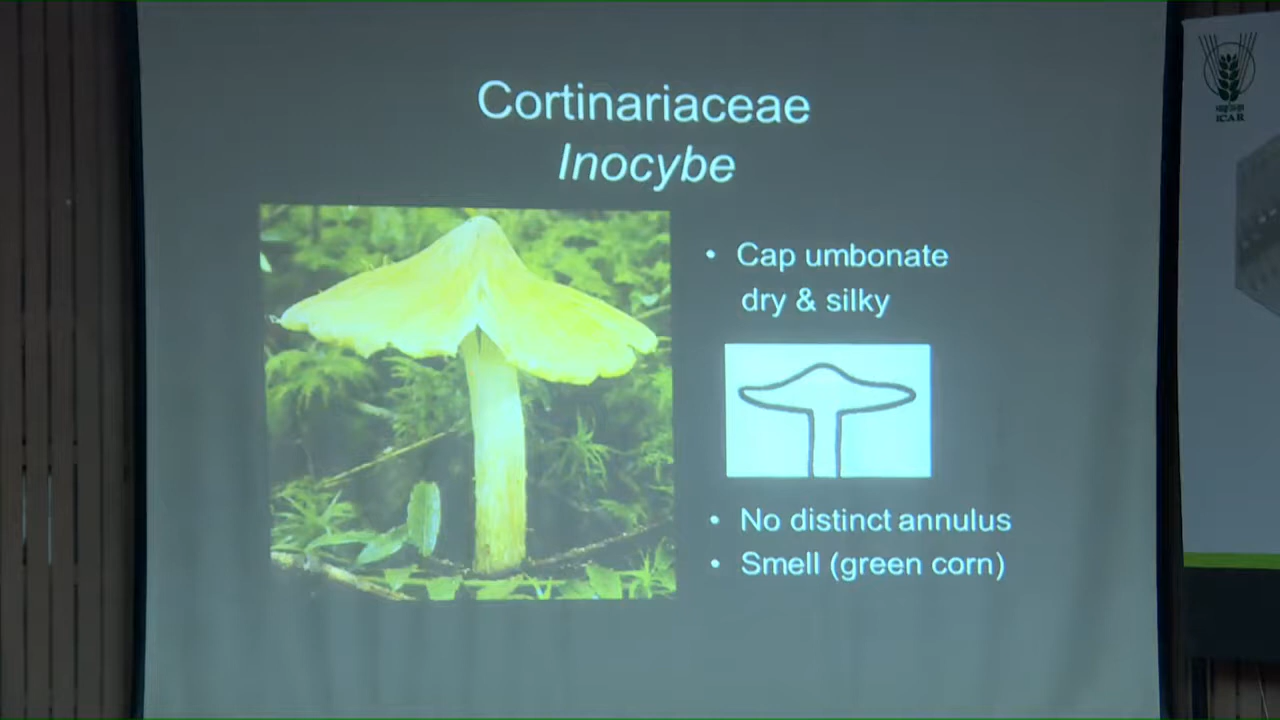 Cortinariaceae
Inocybe
• Cap umbonate
dry & silky
• No distinct annulus
• Smell (green corn)
ICAR